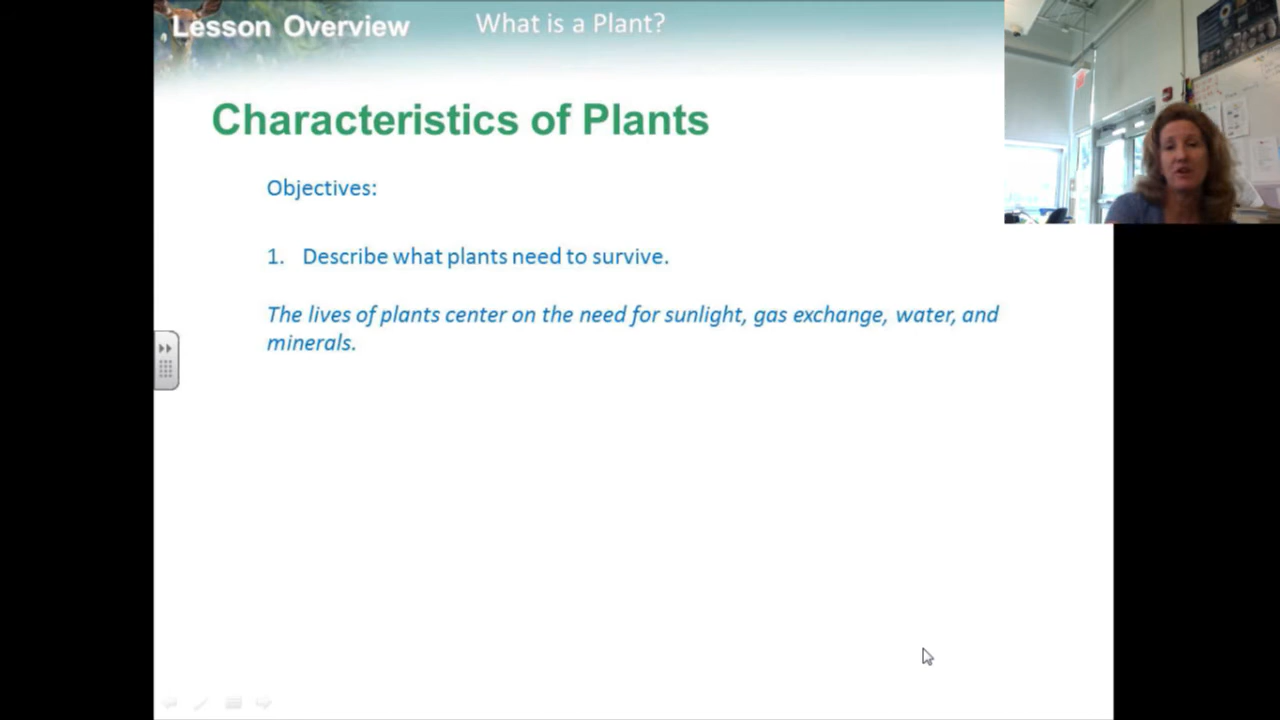 Lesson Overview What is a Plant?
Characteristics of Plants
Objectives:
1. Describe what plants need to survive.
The lives of plants center on the need for sunlight, gas exchange, water, and
minerals.